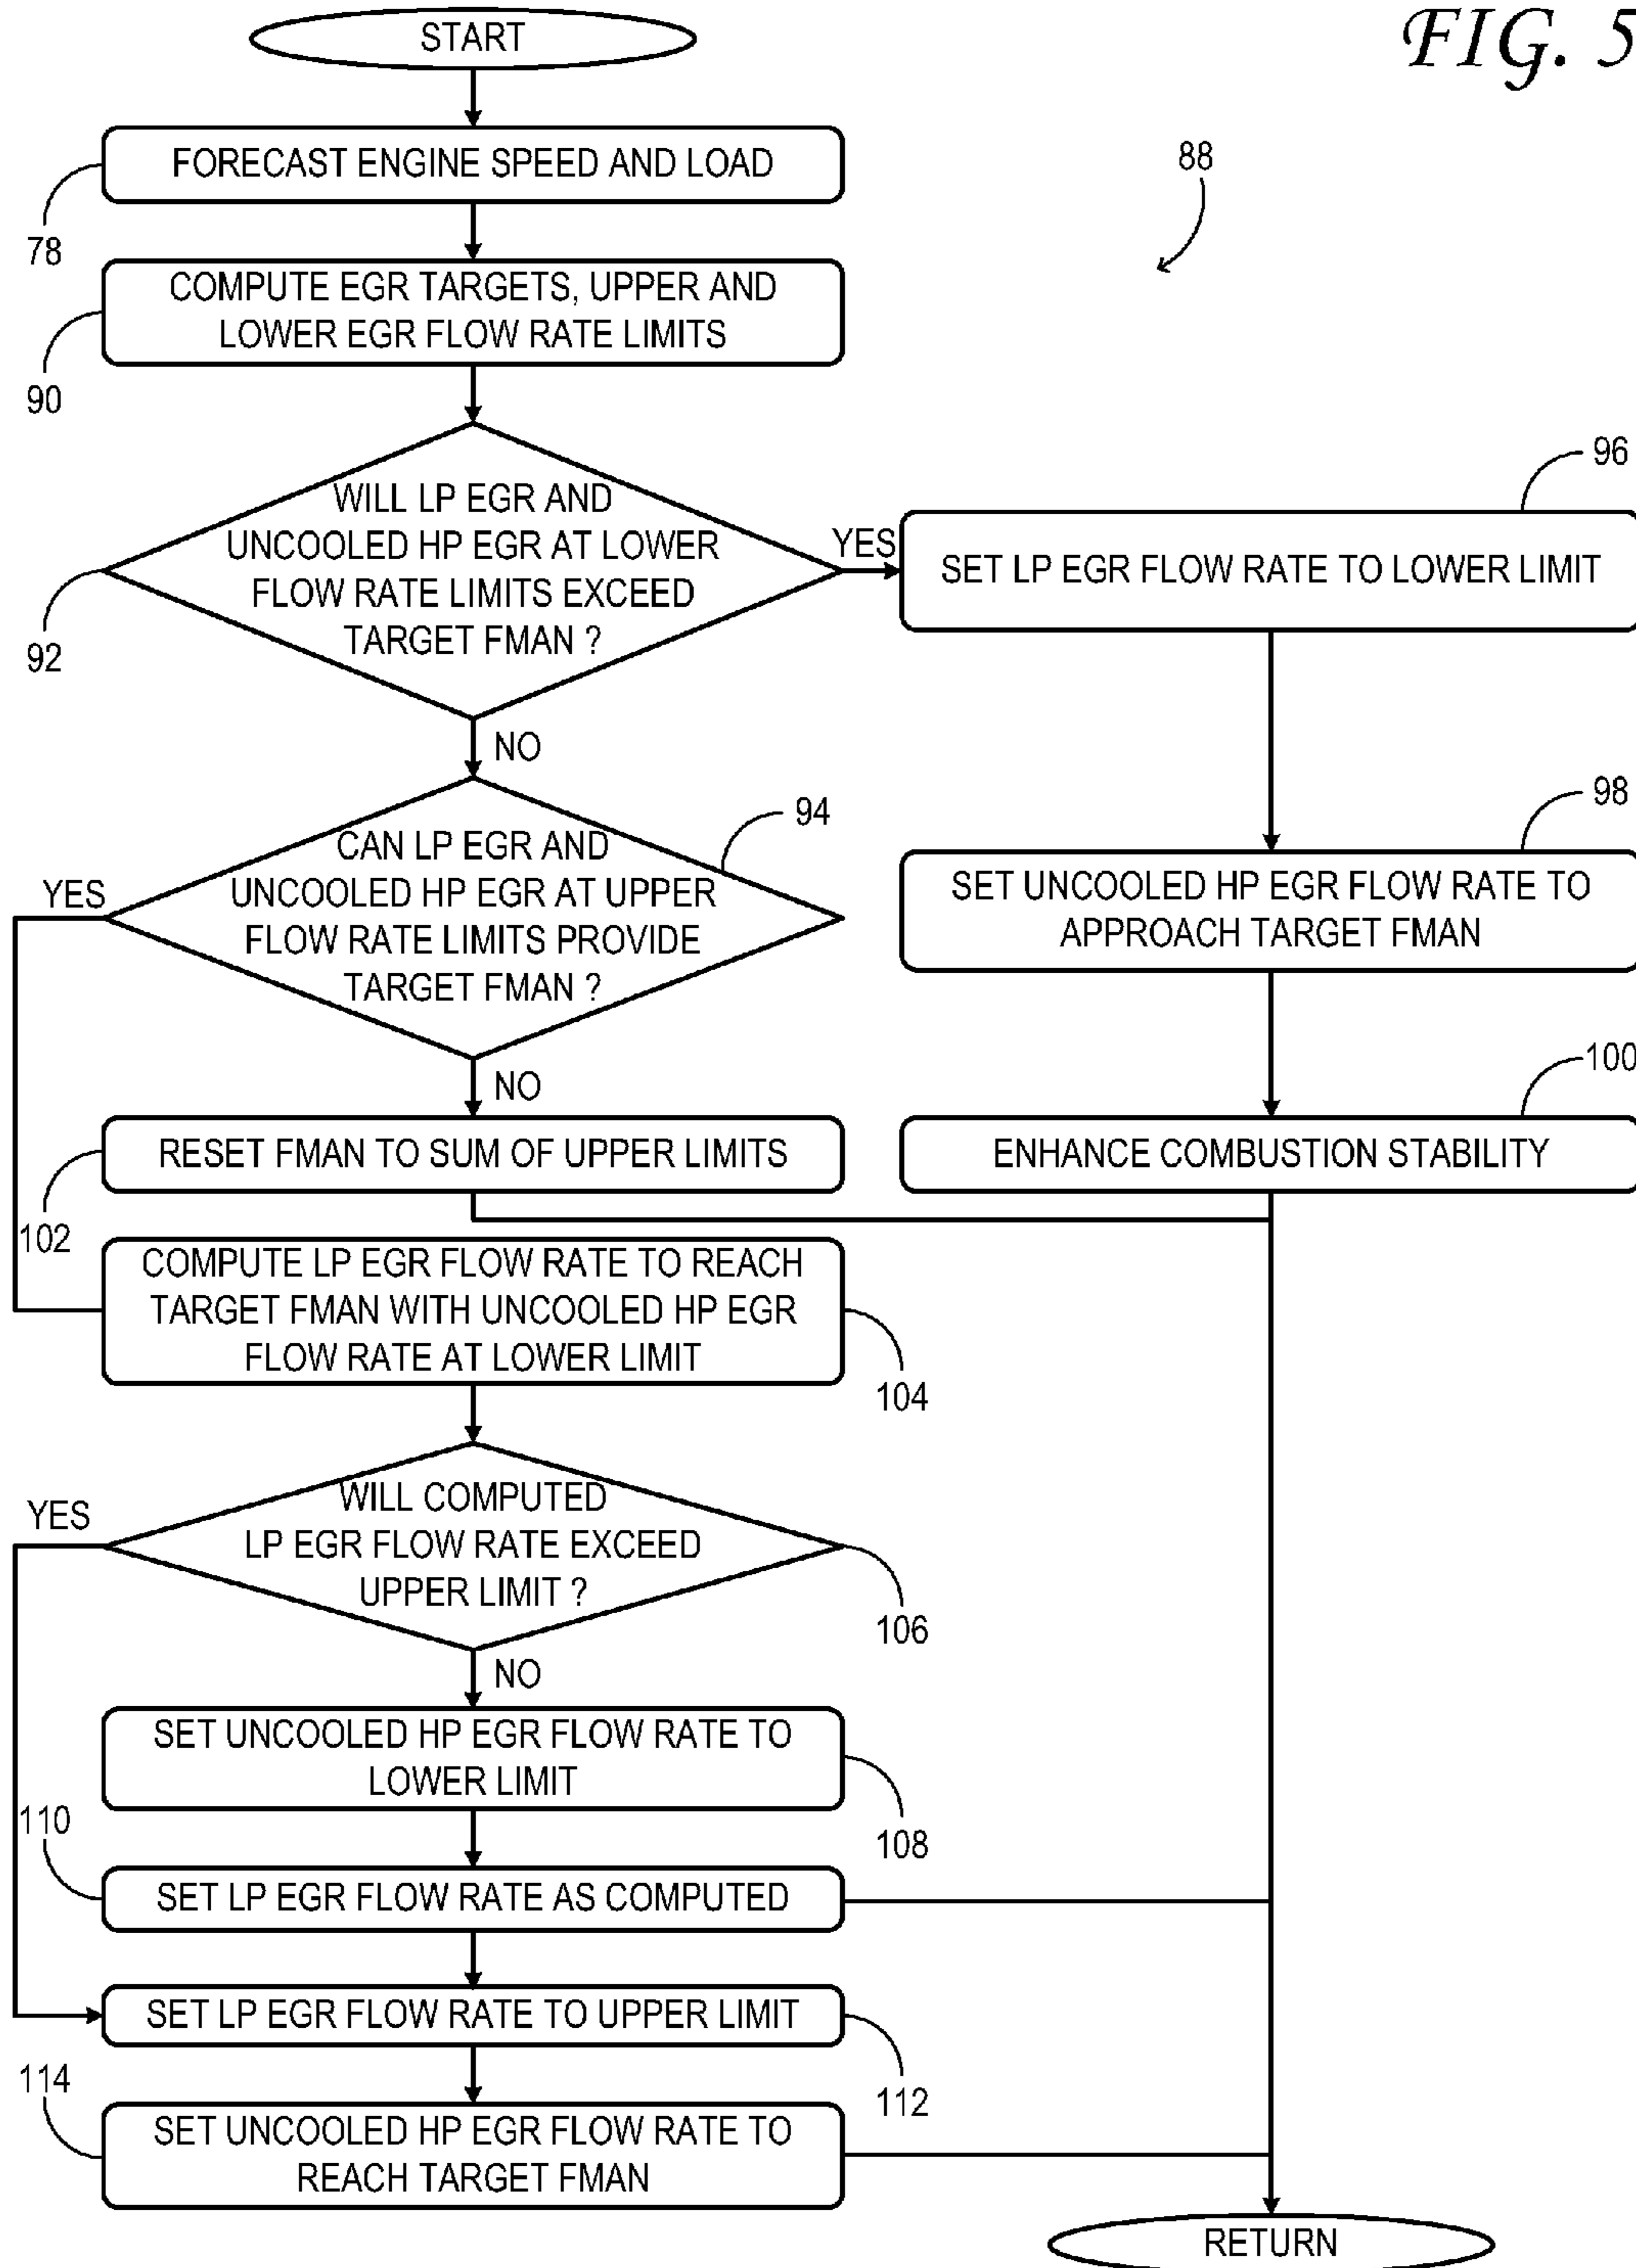 FIG. 5
START
FORECAST ENGINE SPEED AND LOAD
78
88
COMPUTE EGR TARGETS, UPPER AND
LOWER EGR FLOW RATE LIMITS
90
WILL LP EGR AND
UNCOOLED HP EGR AT LOWER
FLOW RATE LIMITS EXCEED
TARGET FMAN ?
92
YES
NO
96
SET LP EGR FLOW RATE TO LOWER LIMIT
CAN LP EGR AND
UNCOOLED HP EGR AT UPPER
FLOW RATE LIMITS PROVIDE
TARGET FMAN ?
94
YES
NO
98
SET UNCOOLED HP EGR FLOW RATE TO
APPROACH TARGET FMAN
100
ENHANCE COMBUSTION STABILITY
RESET FMAN TO SUM OF UPPER LIMITS
102
COMPUTE LP EGR FLOW RATE TO REACH
TARGET FMAN WITH UNCOOLED HP EGR
FLOW RATE AT LOWER LIMIT
104
WILL COMPUTED
LP EGR FLOW RATE EXCEED
UPPER LIMIT ?
YES
106
NO
SET UNCOOLED HP EGR FLOW RATE TO
LOWER LIMIT
108
110
SET LP EGR FLOW RATE AS COMPUTED
SET LP EGR FLOW RATE TO UPPER LIMIT
112
114
SET UNCOOLED HP EGR FLOW RATE TO
REACH TARGET FMAN
RETURN